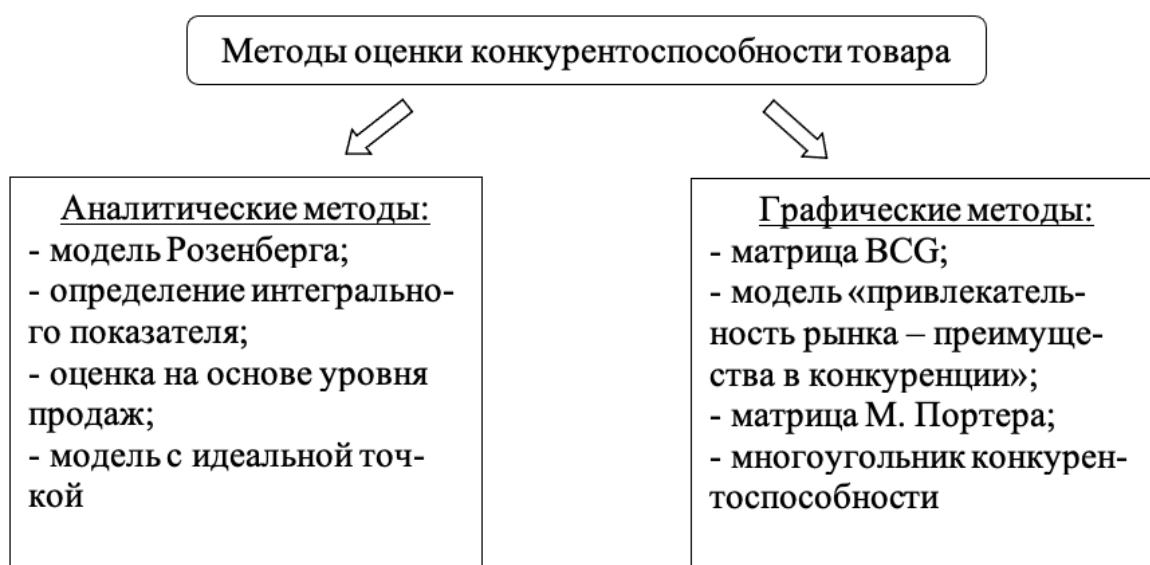 Методы оценки конкурентоспособности товара
Аналитические методы:
- модель Розенберга;
- определение интегрально-
го показателя;
- оценка на основе уровня
продаж;
- модель с идеальной точ-
кой
Графические методы:
- матрица BCG;
- модель «привлекатель-
ность рынка – преимуще-
ства в конкуренции»;
- матрица М. Портера;
- многоугольник конкурен-
тоспособности